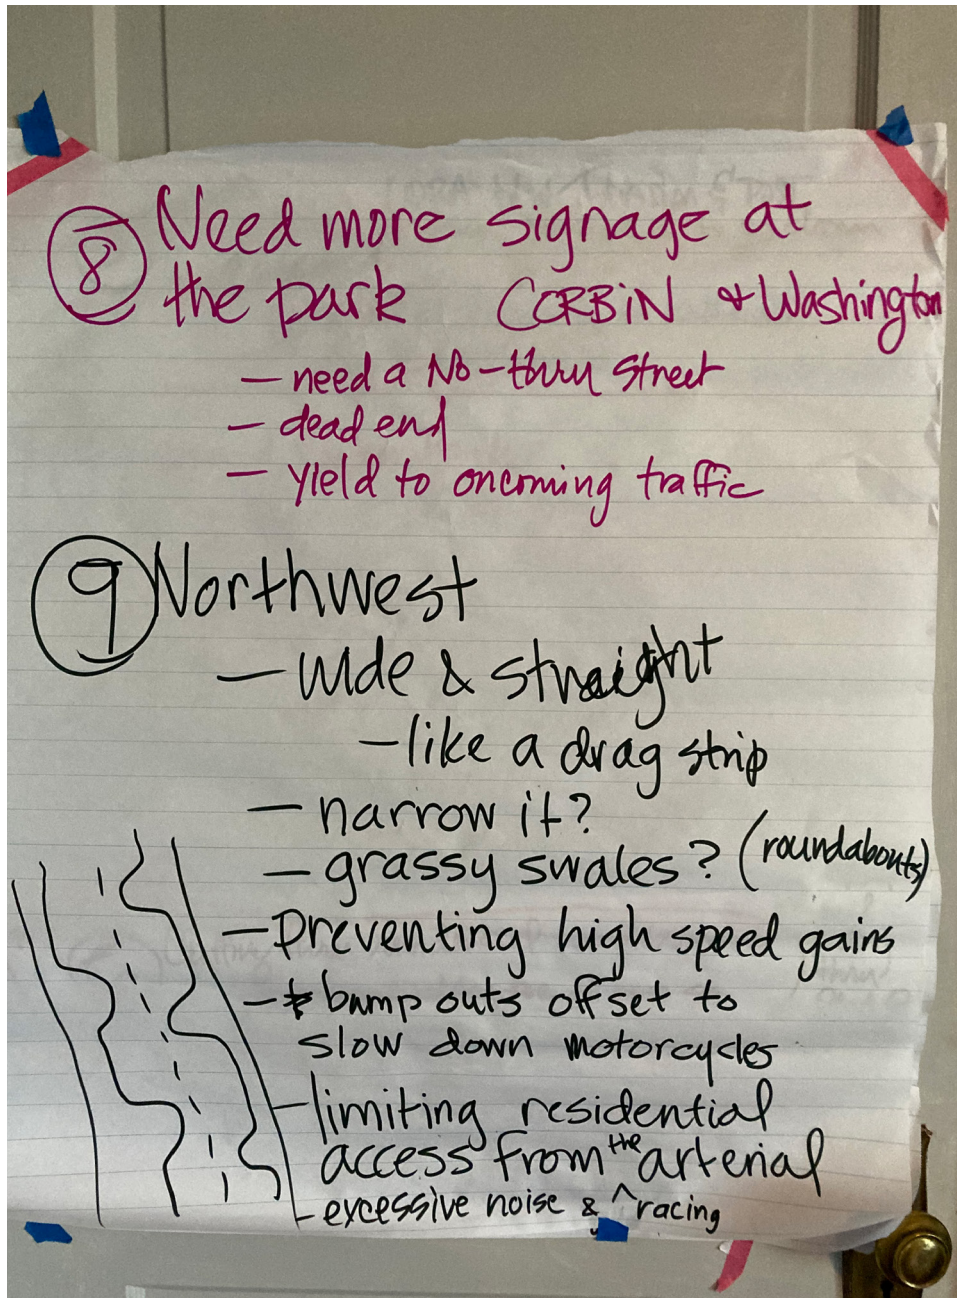 8 Need more signage at
the park CORBIN & Washington
– need a No-thru Street
– dead end
– yield to oncoming traffic
9 Northwest
– wide & straight
– like a drag strip
– narrow it?
– grassy swales? (roundabouts)
– Preventing high speed gains
– bump outs offset to
slow down motorcycles
– limiting residential
access from the arterial
– excessive noise & racing